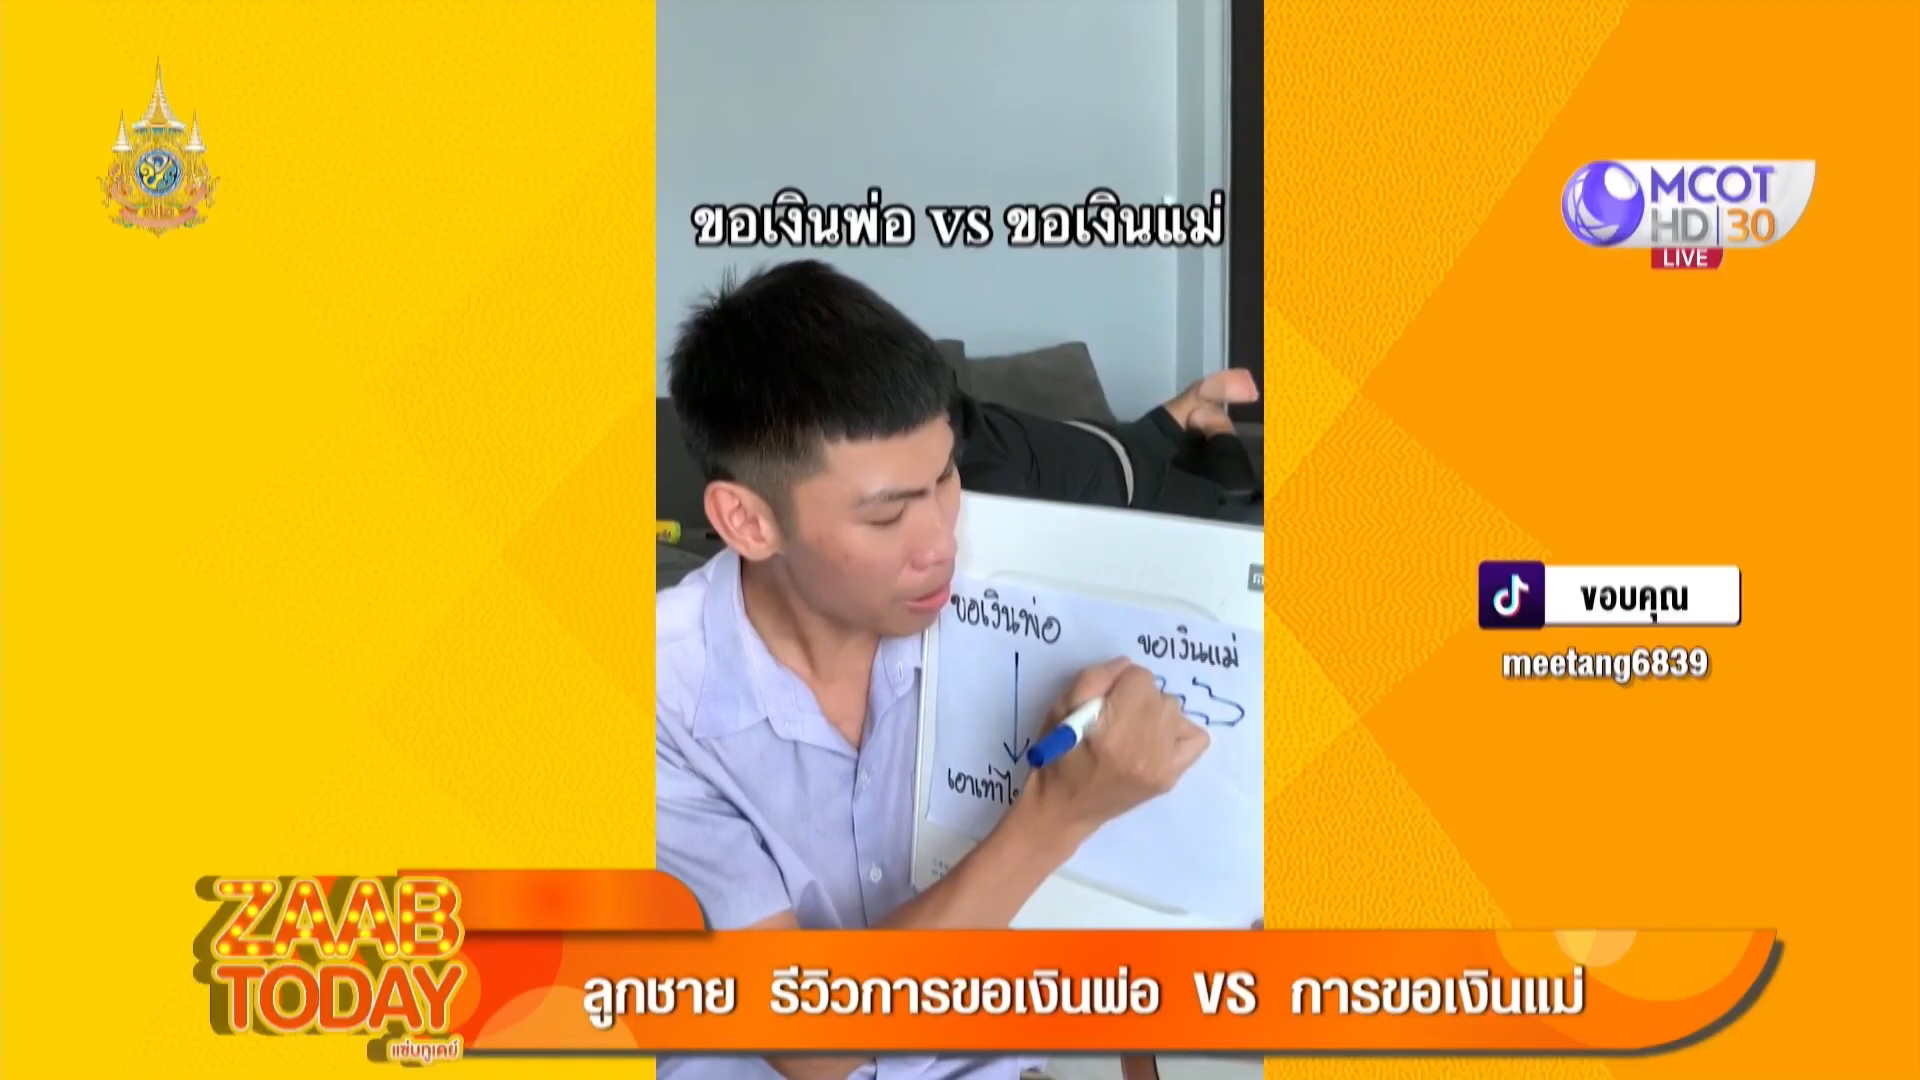 ขอเงินพ่อ vs ขอเงินแม่
MCOT
HD 30
LIVE
ขอบคุณ
meetang6839
ขอเงินพ่อ
ขอเงินแม่
ZAAB
TODAY
แซ่บทูเดย์
ลูกชาย รีวิวการขอเงินพ่อ VS การขอเงินแม่